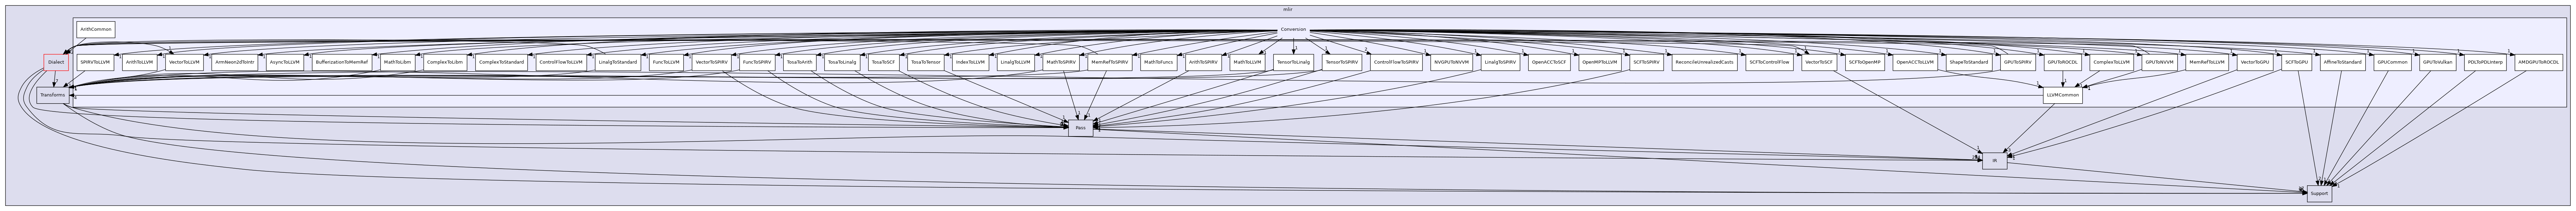 mlir
ArithCommon
Conversion
Dialect
SPIRVToLLVM
ArithToLLVM
VectorToLLVM
ArmNeon2dToIntr
AsyncToLLVM
BufferizationToMemRef
MathToLibm
ComplexToLibm
ComplexToStandard
ControlFlowToLLVM
LinalgToStandard
FuncToLLVM
VectorToSPIRV
FuncToSPIRV
TosaToArith
TosaToLinalg
TosaToSCF
TosaToTensor
IndexToLLVM
LinalgToLLVM
MathToSPIRV
MemRefToSPIRV
MathToFuncs
ArithToSPIRV
MathToLLVM
TensorToLinalg
TensorToSPIRV
ControlFlowToSPIRV
NVGPUToNVVM
LinalgToSPIRV
OpenACCToSCF
OpenMPToLLVM
SCFToSPIRV
ReconcileUnrealizedCasts
SCFToControlFlow
VectorToSCF
SCFToOpenMP
OpenACCToLLVM
ShapeToStandard
GPUToSPIRV
GPUToROCDL
ComplexToLLVM
GPUToNVVM
MemRefToLLVM
VectorToGPU
SCFToGPU
AffineToStandard
GPUCommon
GPUToVulkan
PDLToPDLInterp
AMDGPUToROCDL
Transforms
LLVMCommon
Pass
IR
Support